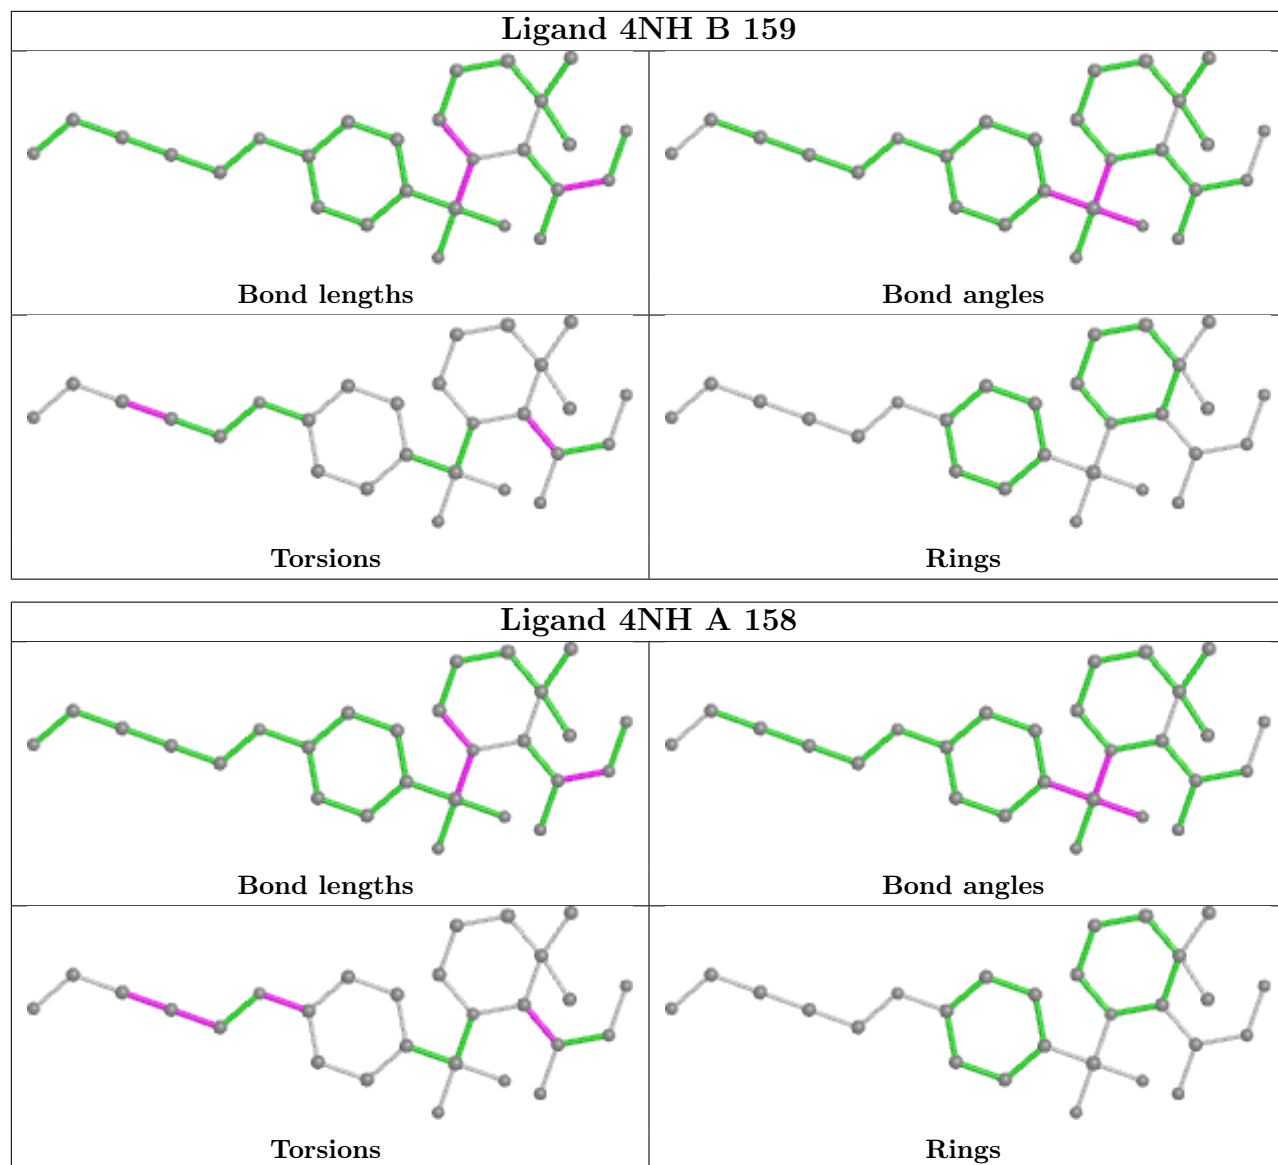 Ligand 4NH B 159
Bond lengths
Bond angles
Torsions
Rings
Ligand 4NH A 158
Bond lengths
Bond angles
Torsions
Rings